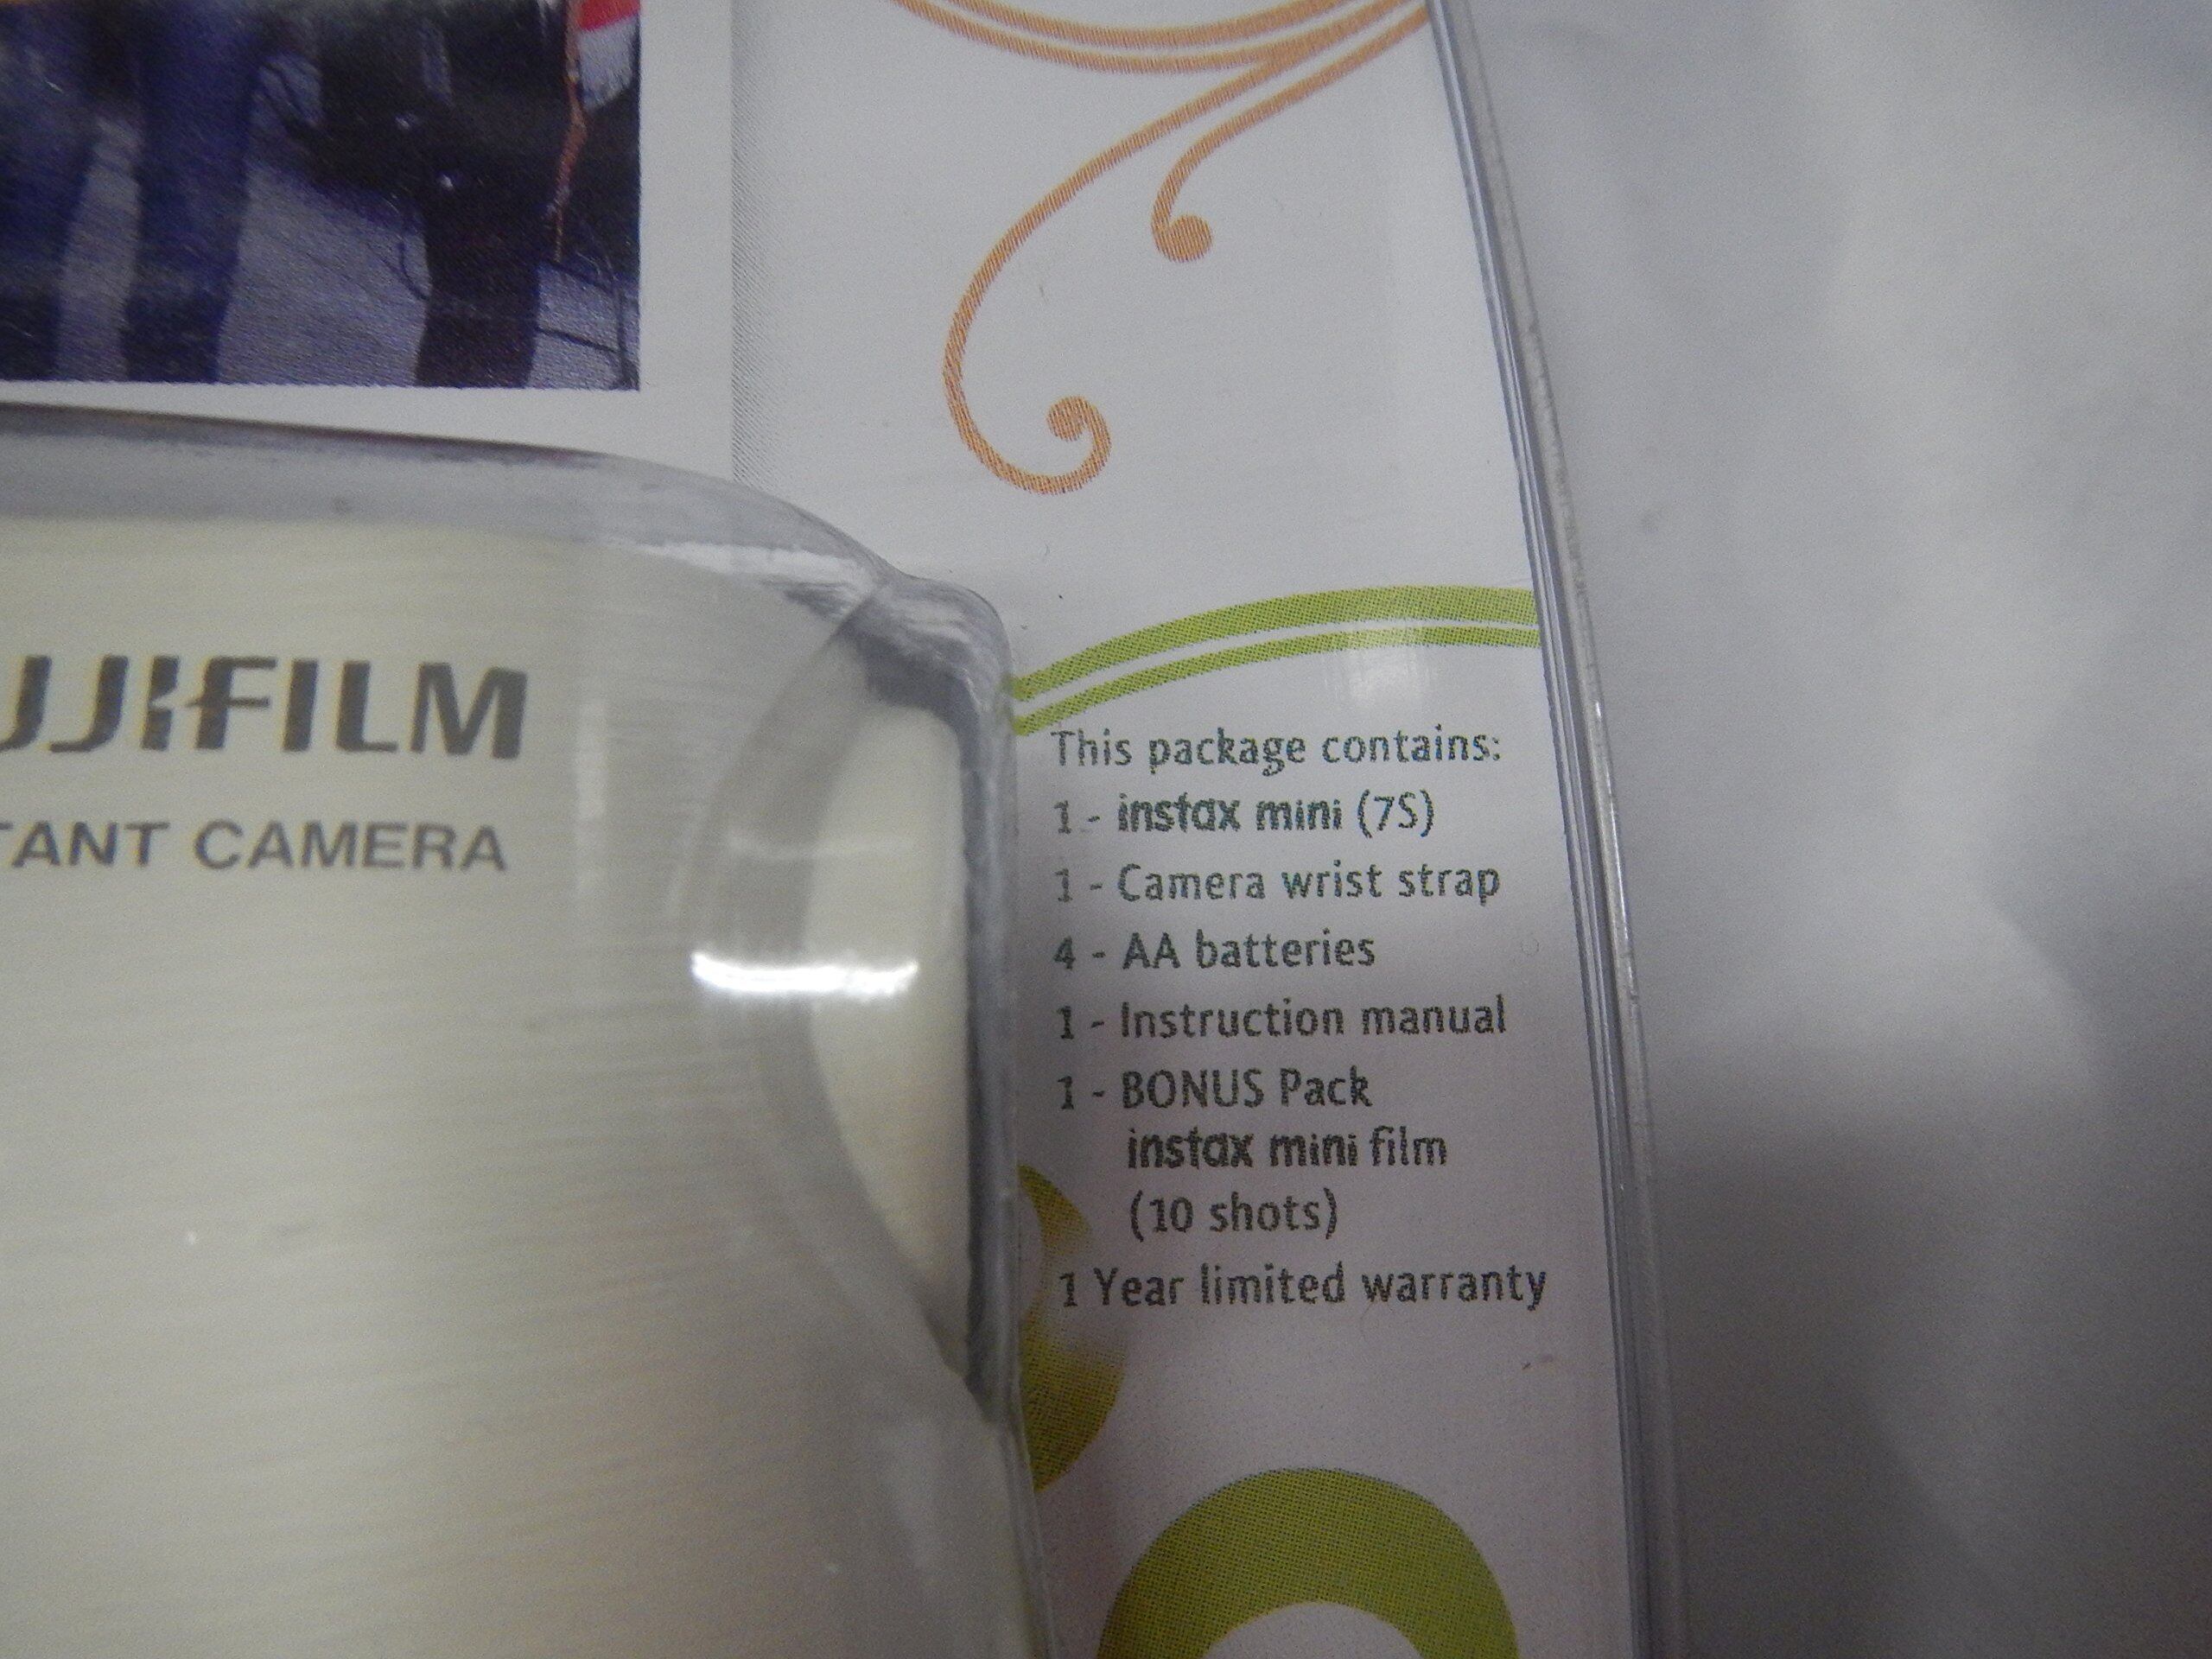 UJIFILM
TANT CAMERA
This package contains:
1 - instax mini (7S)
1 - Camera wrist strap
4 - AA batteries
1 - Instruction manual
1 - BONUS Pack
instax mini film
(10 shots)
1 Year limited warranty